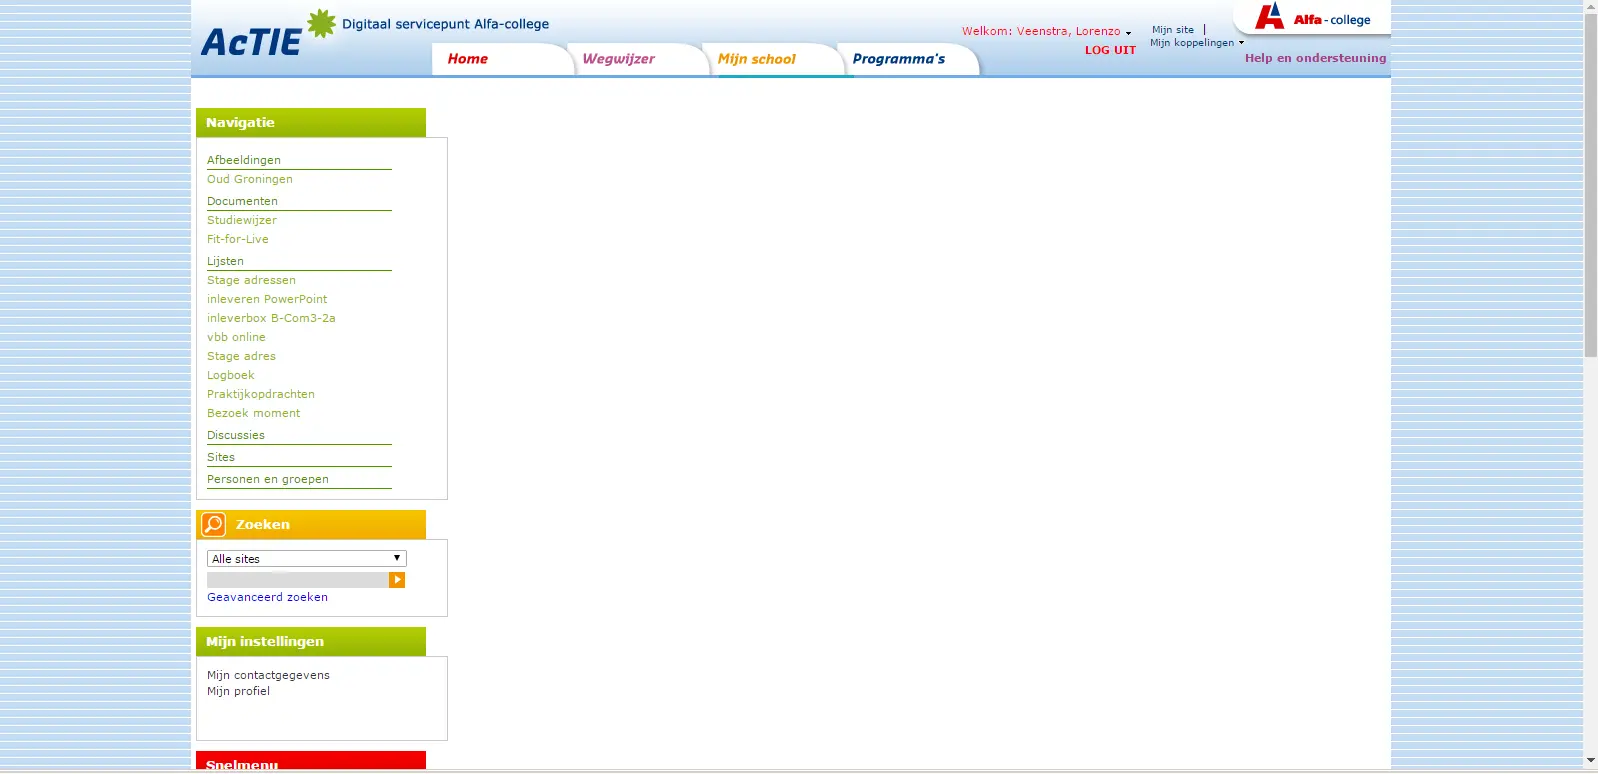 AcTIE
Digitaal servicepunt Alfa-college
Welkom: Veenstra, Lorenzo
LOG UIT
Mijn site |
Mijn koppelingen
Alfa-college
Help en ondersteuning
Home
Wegwijzer
Mijn school
Programma's
Navigatie
Afbeeldingen
Oud Groningen
Documenten
Studiewijzer
Fit-for-Live
Lijsten
Stage adressen
inleveren PowerPoint
inleverbox B-Com3-2a
vbb online
Stage adres
Logboek
Praktijkopdrachten
Bezoek moment
Discussies
Sites
Personen en groepen
Zoeken
Alle sites
Geavanceerd zoeken
Mijn instellingen
Mijn contactgegevens
Mijn profiel
Snelmenu